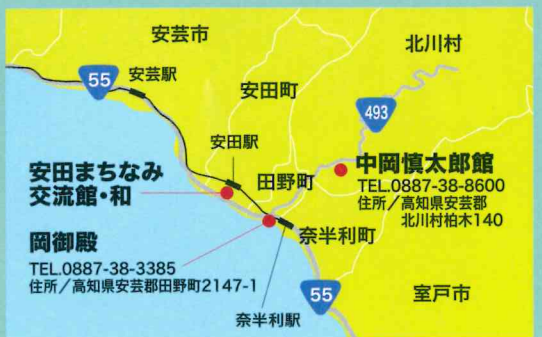 安芸市
北川村
55
安芸駅
安田町
493
安田駅
安田まちなみ
交流館・和
田野町
中岡慎太郎館
TEL.0887-38-8600
住所／高知県安芸郡
北川村柏木140
岡御殿
TEL.0887-38-3385
住所／高知県安芸郡田野町2147-1
奈半利町
55
室戸市
奈半利駅